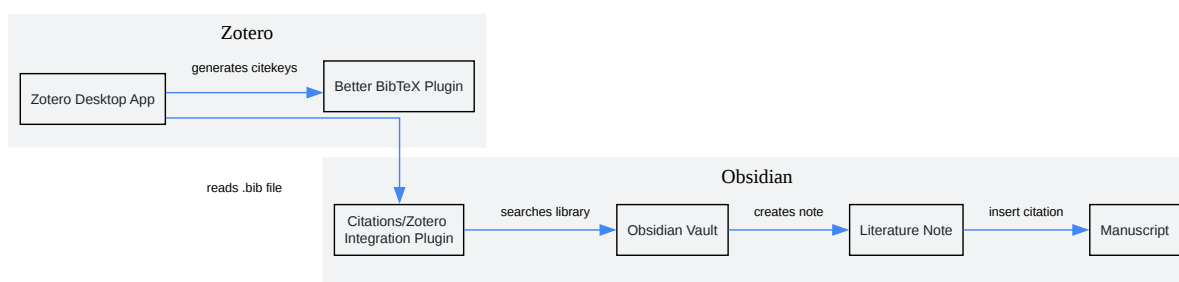 Zotero
generates citekeys
Zotero Desktop App
Better BibTeX Plugin
reads .bib file
Obsidian
Citations/Zotero
Integration Plugin
searches library
Obsidian Vault
creates note
Literature Note
insert citation
Manuscript